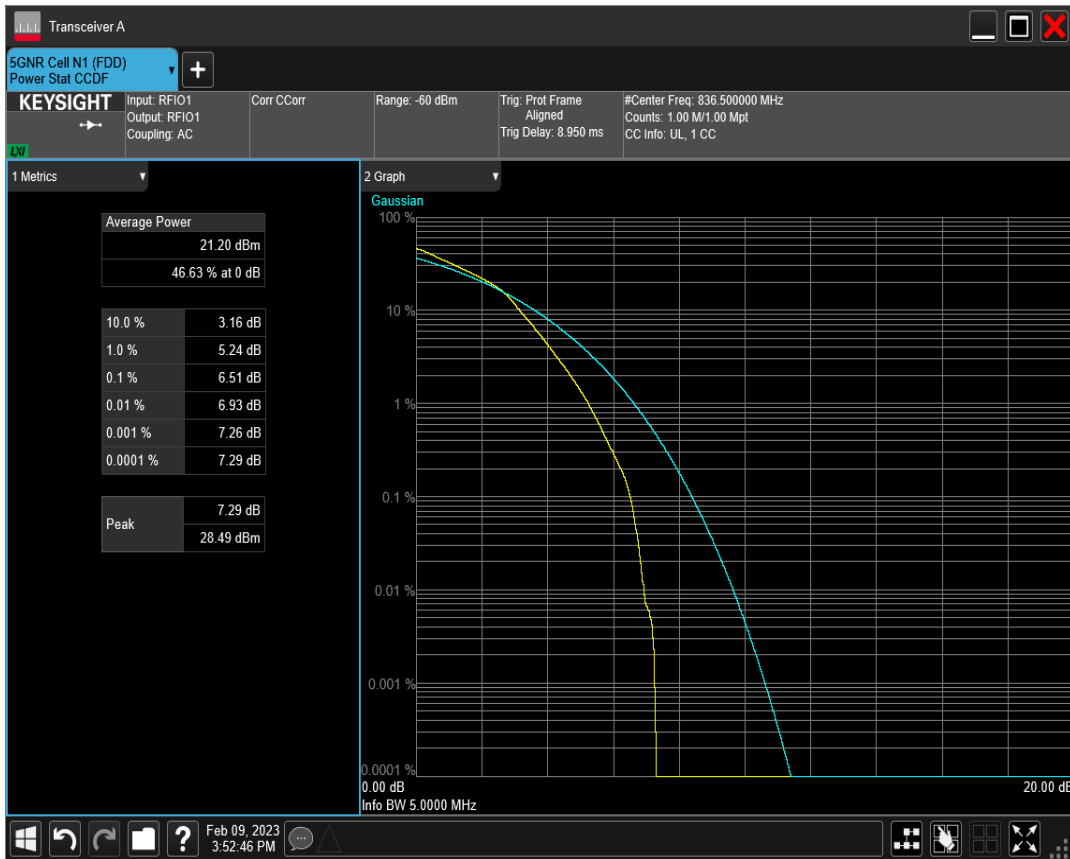 Transceiver A
5GNR Cell N1 (FDD)
Power Stat CCDF
+
KEYSIGHT
LXI
Input: RFIO1
Output: RFIO1
Coupling: AC
Corr CCorr
Range: -60 dBm
Trig: Prot Frame
Aligned
Trig Delay: 8.950 ms
#Center Freq: 836.500000 MHz
Counts: 1.00 M/1.00 Mpt
CC Info: UL, 1 CC
1 Metrics
Average Power
21.20 dBm
46.63 % at 0 dB
10.0 % 3.16 dB
1.0 % 5.24 dB
0.1 % 6.51 dB
0.01 % 6.93 dB
0.001 % 7.26 dB
0.0001 % 7.29 dB
Peak
7.29 dB
28.49 dBm
2 Graph
Gaussian
100 %
10 %
1 %
0.1 %
0.01 %
0.001 %
0.0001 %
0.00 dB
20.00 dB
Info BW 5.0000 MHz
?
Feb 09, 2023
3:52:46 PM